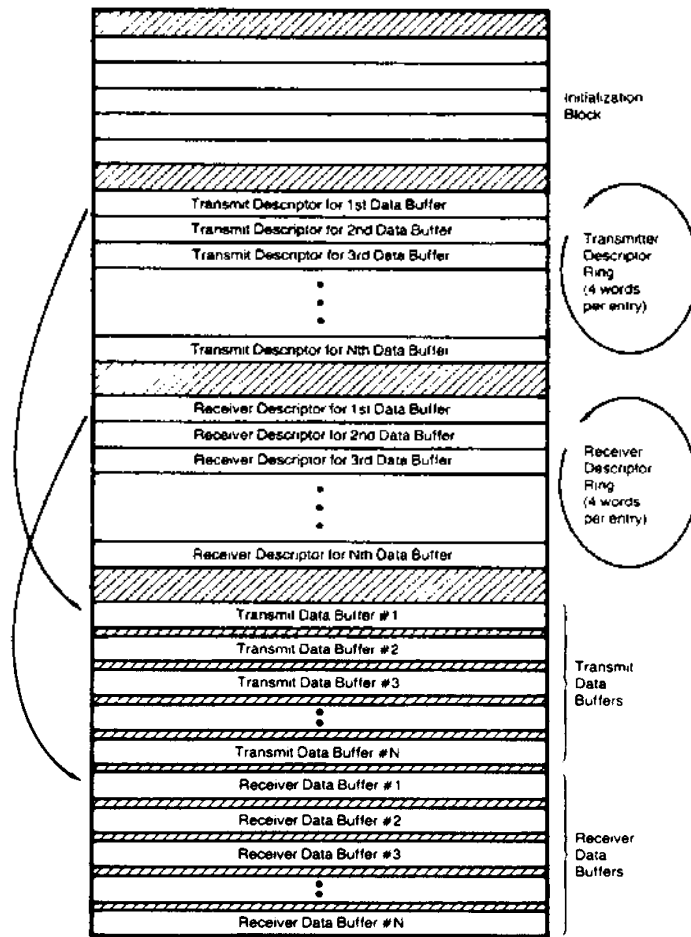 Initialization
Block
Transmit Descriptor for 1st Data Buffer
Transmit Descriptor for 2nd Data Buffer
Transmit Descriptor for 3rd Data Buffer
Transmit Descriptor for Nth Data Buffer
Transmitter
Descriptor
Ring
(4 words
per entry)
Receiver Descriptor for 1st Data Buffer
Receiver Descriptor for 2nd Data Buffer
Receiver Descriptor for 3rd Data Buffer
Receiver Descriptor for Nth Data Buffer
Receiver
Descriptor
Ring
(4 words
per entry)
Transmit Data Buffer #1
Transmit Data Buffer #2
Transmit Data Buffer #3
Transmit Data Buffer #N
Transmit
Data
Buffers
Receiver Data Buffer #1
Receiver Data Buffer #2
Receiver Data Buffer #3
Receiver Data Buffer #N
Receiver
Data
Buffers